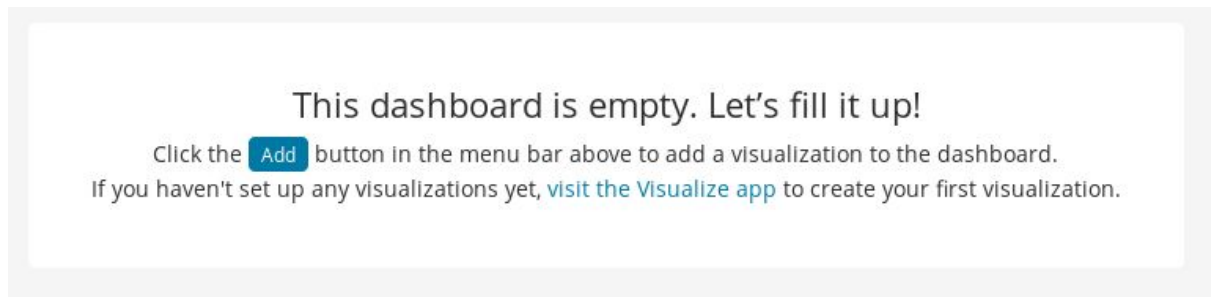 This dashboard is empty. Let’s fill it up!
Click the Add button in the menu bar above to add a visualization to the dashboard.
If you haven't set up any visualizations yet, visit the Visualize app to create your first visualization.